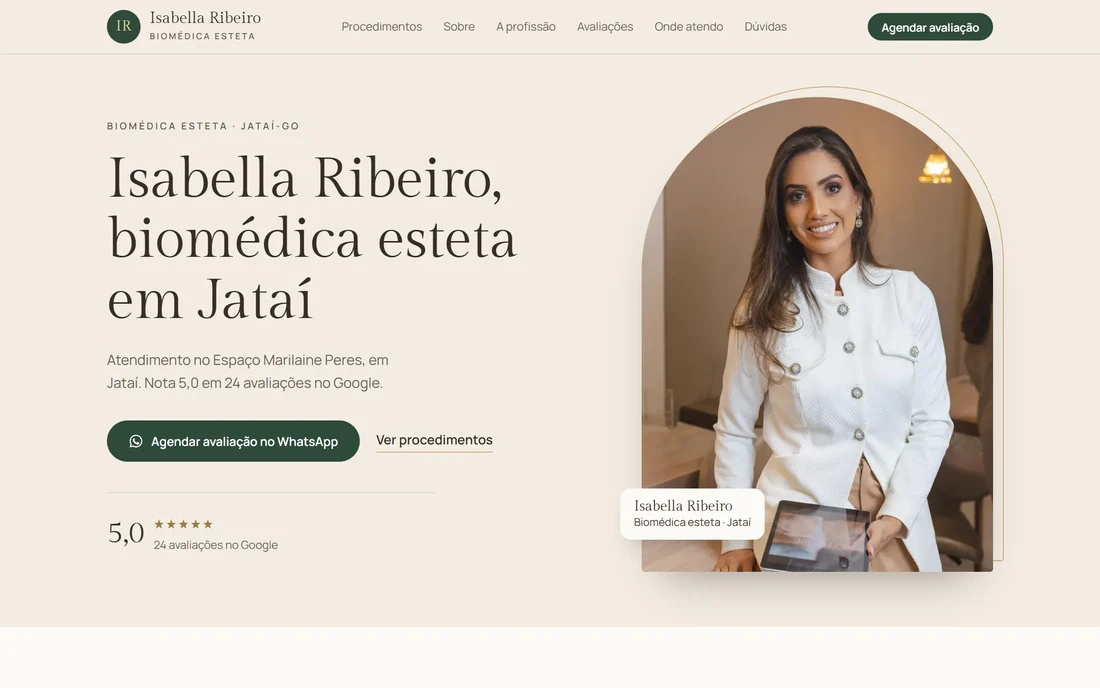 IR
Isabella Ribeiro
BIOMÉDICA ESTETA
Procedimentos
Sobre
A profissão
Avaliações
Onde atendo
Dúvidas
Agendar avaliação
BIOMÉDICA ESTETA · JATAÍ-GO
Isabella Ribeiro,
biomédica esteta
em Jataí
Atendimento no Espaço Marilaine Peres, em
Jataí. Nota 5,0 em 24 avaliações no Google.
Agendar avaliação no WhatsApp
Ver procedimentos
5,0
24 avaliações no Google
Isabella Ribeiro
Biomédica esteta · Jataí